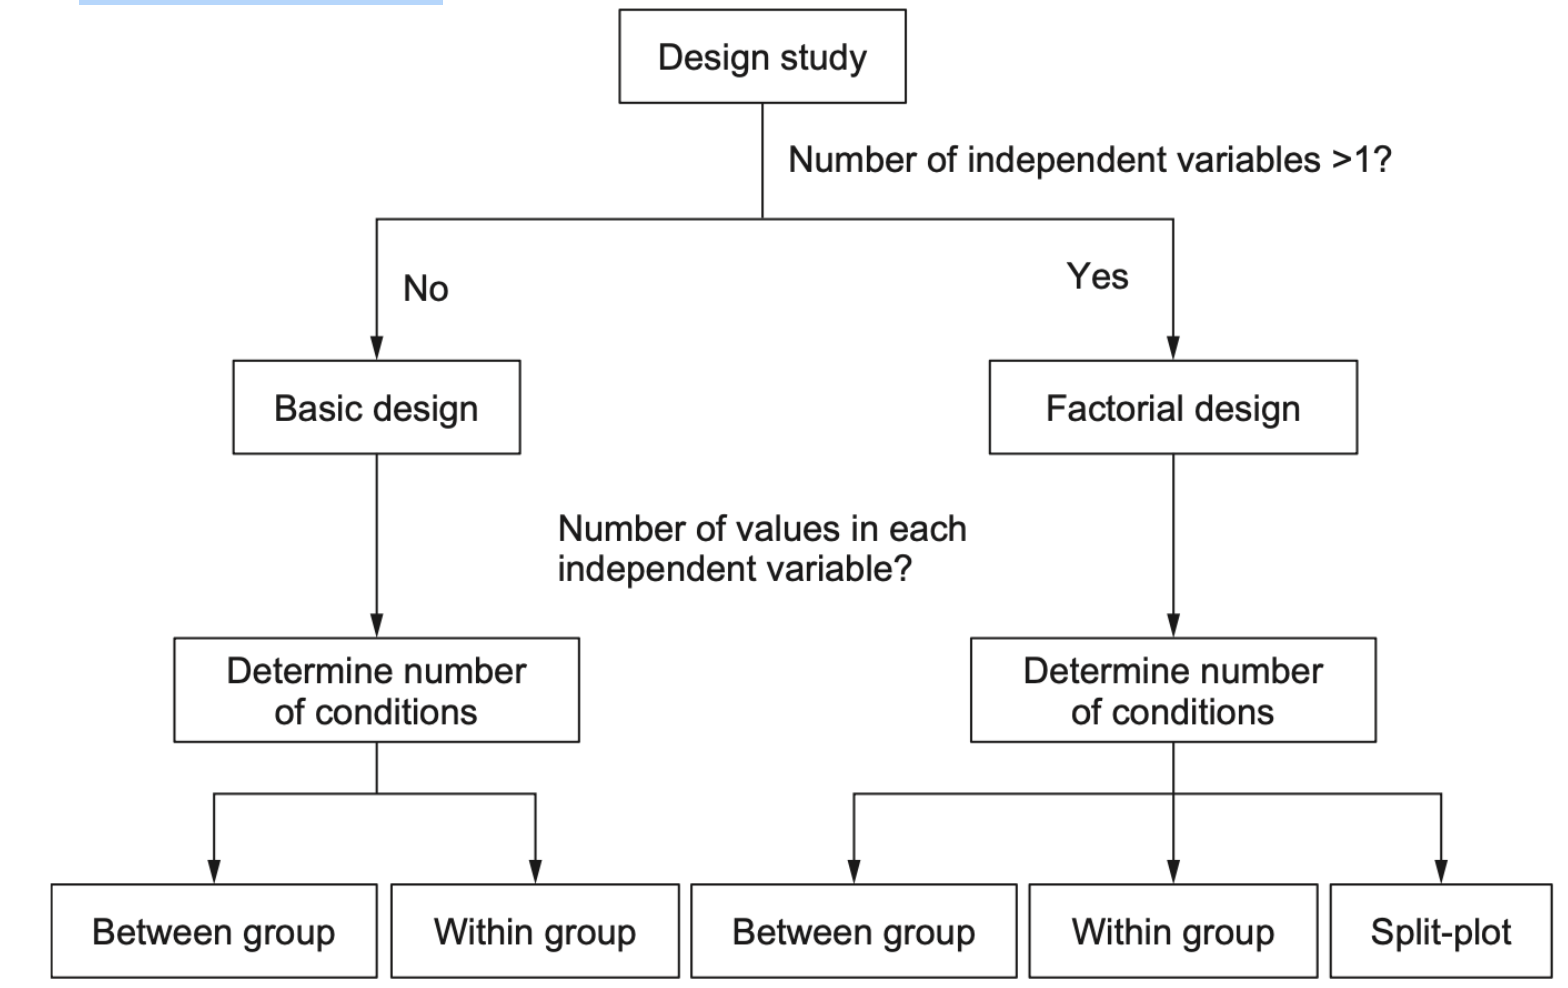 Design study
Number of independent variables >1?
No
Yes
Basic design
Factorial design
Number of values in each
independent variable?
Determine number
of conditions
Determine number
of conditions
Between group
Within group
Between group
Within group
Split-plot